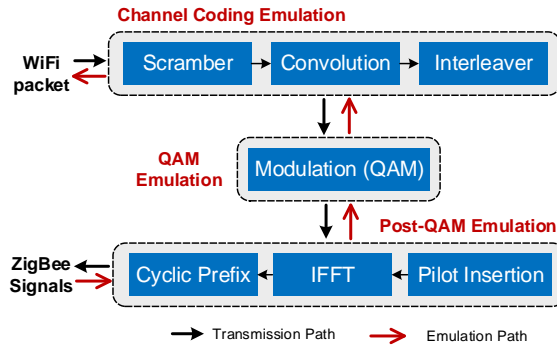 Channel Coding Emulation
WiFi
packet
Scramber
Convolution
Interleaver
QAM
Emulation
Modulation (QAM)
Post-QAM Emulation
ZigBee
Signals
Cyclic Prefix
IFFT
Pilot Insertion
Transmission Path
Emulation Path